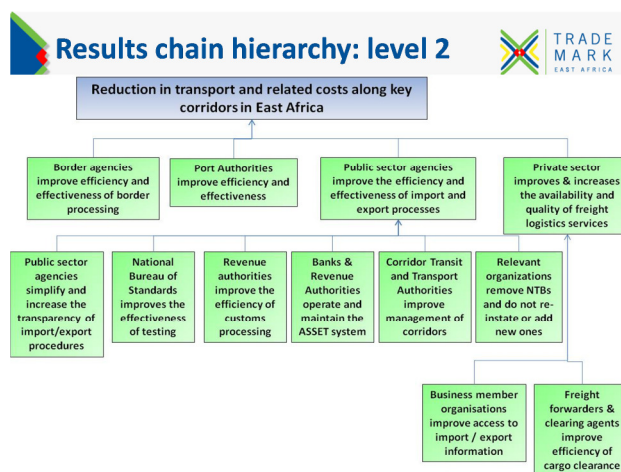 Results chain hierarchy: level 2
TRADE
MARK
EAST AFRICA
Reduction in transport and related costs along key
corridors in East Africa
Border agencies
improve efficiency and
effectiveness of border
processing
Port Authorities
improve efficiency and
effectiveness
Public sector agencies
improve the efficiency and
effectiveness of import and
export processes
Private sector
improves & increases
the availability and
quality of freight
logistics services
Public sector
agencies
simplify and
increase the
transparency of
import/export
procedures
National
Bureau of
Standards
improves the
effectiveness
of testing
Revenue
authorities
improve the
efficiency of
customs
processing
Banks &
Revenue
Authorities
operate and
maintain the
ASSET system
Corridor Transit
and Transport
Authorities
improve
management of
corridors
Relevant
organizations
remove NTBs
and do not re-
instate or add
new ones
Business member
organisations
improve access to
import / export
information
Freight
forwarders &
clearing agents
improve
efficiency of
cargo clearance